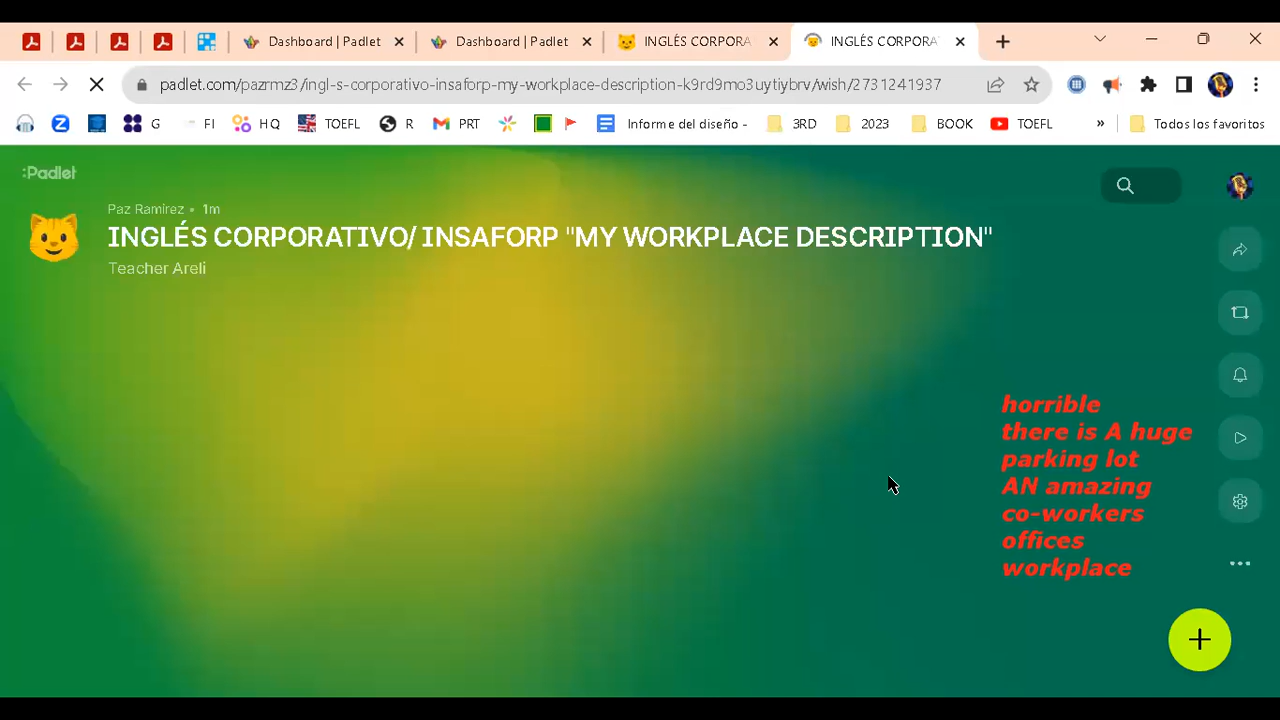 Dashboard | Padlet
Dashboard | Padlet
INGLÉS CORPORA
INGLÉS CORPORA
padlet.com/pazrmz3/ingl-s-corporativo-insaforp-my-workplace-description-k9rd9mo3uytiybrv/wish/2731241937
G FI HQ TOEFL R PRT Informe del diseño - 3RD 2023 BOOK TOEFL » Todos los favoritos
:Padlet
Paz Ramirez • 1m
INGLÉS CORPORATIVO/ INSAFORP "MY WORKPLACE DESCRIPTION"
Teacher Areli
horrible
there is A huge
parking lot
AN amazing
co-workers
offices
workplace